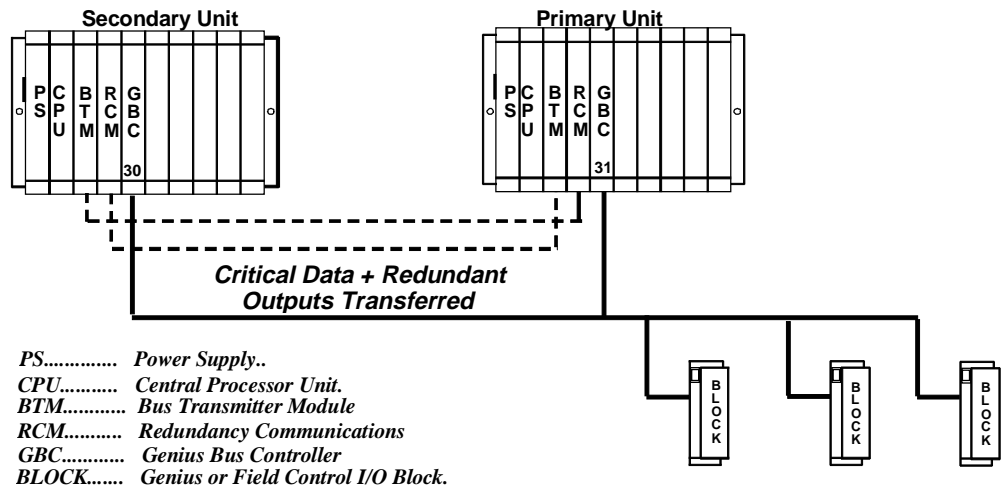 Secondary Unit
Primary Unit
PS
CPU
BTM
RCM
GBC
30
PS
CPU
BTM
RCM
GBC
31
Critical Data + Redundant
Outputs Transferred
PS.............. Power Supply..
CPU........... Central Processor Unit.
BTM............ Bus Transmitter Module
RCM........... Redundancy Communications
GBC............ Genius Bus Controller
BLOCK....... Genius or Field Control I/O Block.
BLOCK
BLOCK
BLOCK